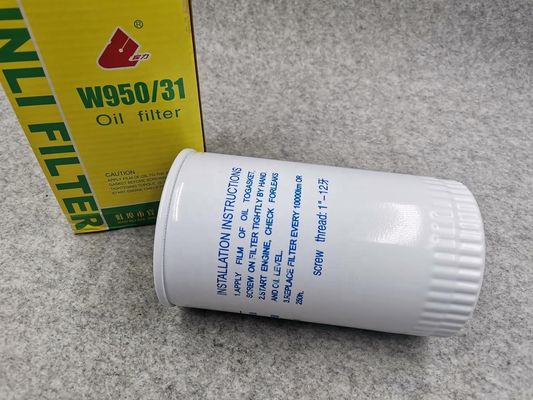 INLI FILTER
W950/31
Oil filter
CAUTION
INSTALLATION INSTRUCTIONS
1.APPLY FILM OF OIL TOGASKET,
SCREW ON FILTER TIGHTLY BY HAND.
2.START ENGINE, CHECK FORLEAKS
AND OIL LEVEL.
3.REPLACE FILTER EVERY 10000km OR
250h.
screw thread: 1"-12牙